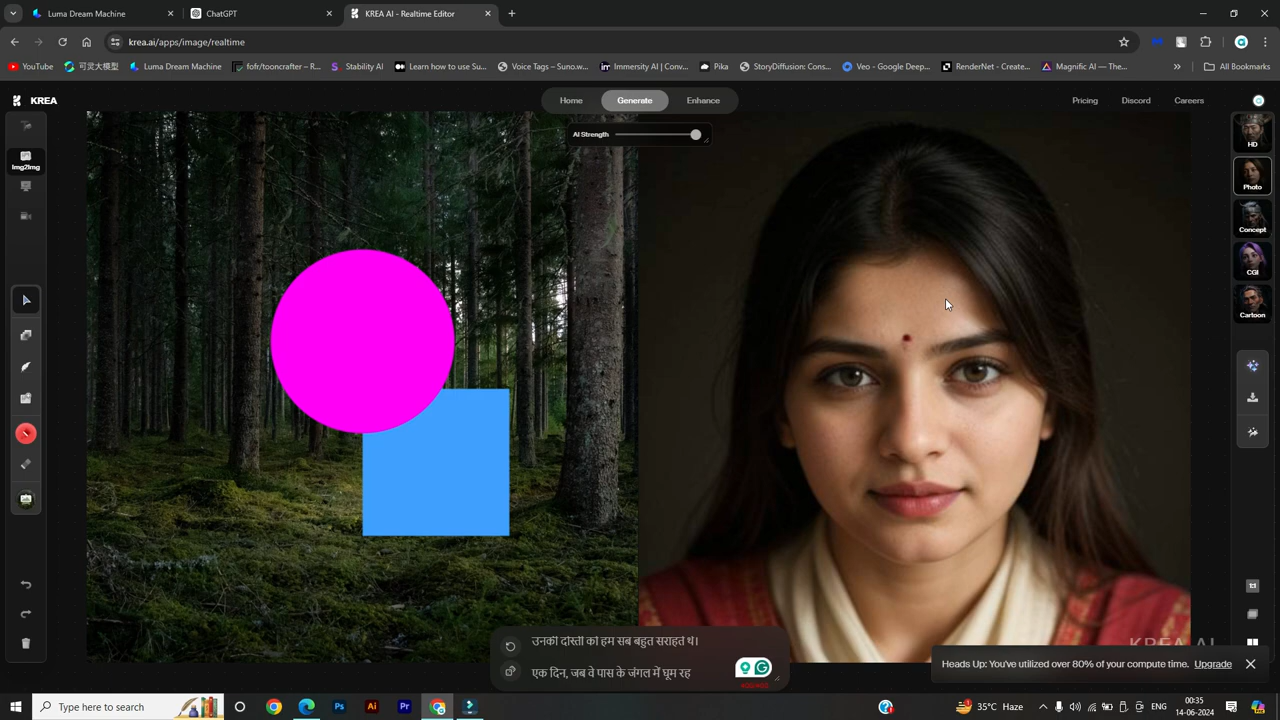 Luma Dream Machine
ChatGPT
KREA AI - Realtime Editor
krea.ai/apps/image/realtime
YouTube
可灵大模型
Luma Dream Machine
fofr/tooncrafter – R...
Stability AI
Learn how to use Su...
Voice Tags – Suno.w...
Immersity AI | Conv...
Pika
StoryDiffusion: Cons...
Veo - Google Deep...
RenderNet - Create...
Magnific AI — The...
All Bookmarks
KREA
Home
Generate
Enhance
Pricing
Discord
Careers
AI Strength
HD
Img2Img
Photo
Concept
CGI
Cartoon
उनकी दोस्ती को हम सब बहुत सराहते थे।
एक दिन, जब वे पास के जंगल में घूम रह
KREA AI
Heads Up: You've utilized over 80% of your compute time. Upgrade
Type here to search
Ps
Ai
Pr
35°C Haze
ENG
00:35
14-06-2024